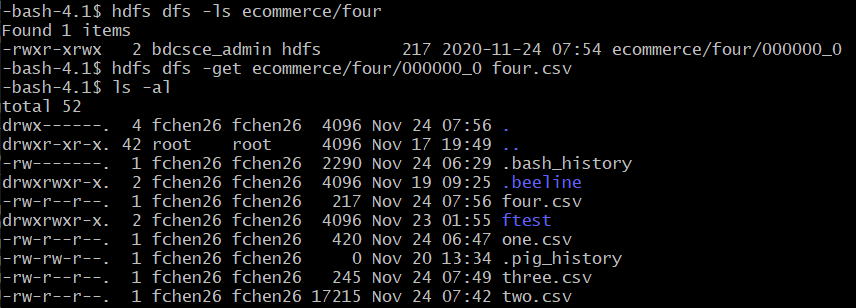 -bash-4.1$ hdfs dfs -ls ecommerce/four
Found 1 items
-rwxr-xrwx   2 bdcsce_admin hdfs        217 2020-11-24 07:54 ecommerce/four/000000_0
-bash-4.1$ hdfs dfs -get ecommerce/four/000000_0 four.csv
-bash-4.1$ ls -al
total 52
drwx------.  4 fchen26 fchen26  4096 Nov 24 07:56 .
drwxr-xr-x. 42 root    root     4096 Nov 17 19:49 ..
-rw-------. 1 fchen26 fchen26  2290 Nov 24 06:29 .bash_history
drwxrwxr-x. 2 fchen26 fchen26  4096 Nov 19 09:25 .beeline
-rw-r--r--. 1 fchen26 fchen26   217 Nov 24 07:56 four.csv
drwxrwxr-x. 2 fchen26 fchen26  4096 Nov 23 01:55 ftest
-rw-r--r--. 1 fchen26 fchen26   420 Nov 24 06:47 one.csv
-rw-rw-r--. 1 fchen26 fchen26     0 Nov 20 13:34 .pig_history
-rw-r--r--. 1 fchen26 fchen26   245 Nov 24 07:49 three.csv
-rw-r--r--. 1 fchen26 fchen26 17215 Nov 24 07:42 two.csv